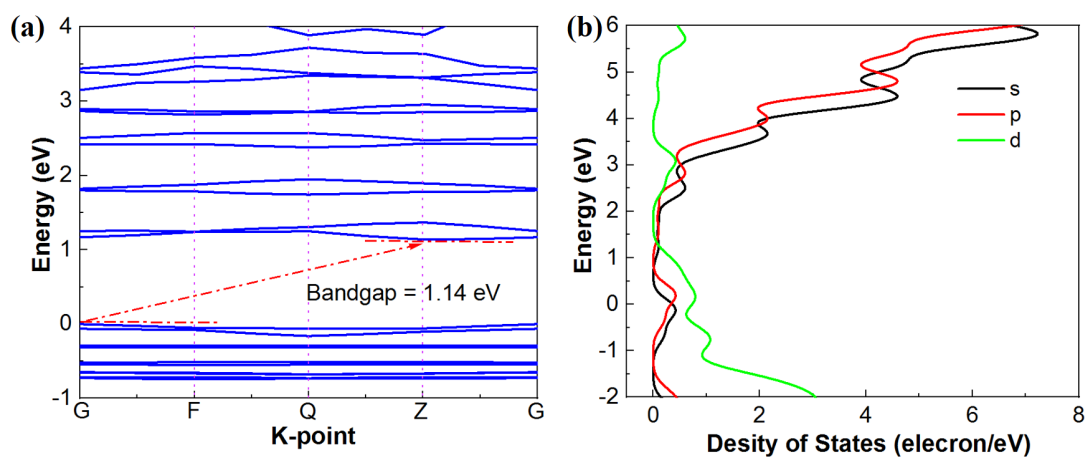 (a)
4
3
2
1
0
-1
Energy (eV)
Bandgap = 1.14 eV
G F Q Z G
K-point
(b)
6
5
4
3
2
1
0
-1
-2
Energy (eV)
s
p
d
0 2 4 6 8
Desity of States (elecron/eV)